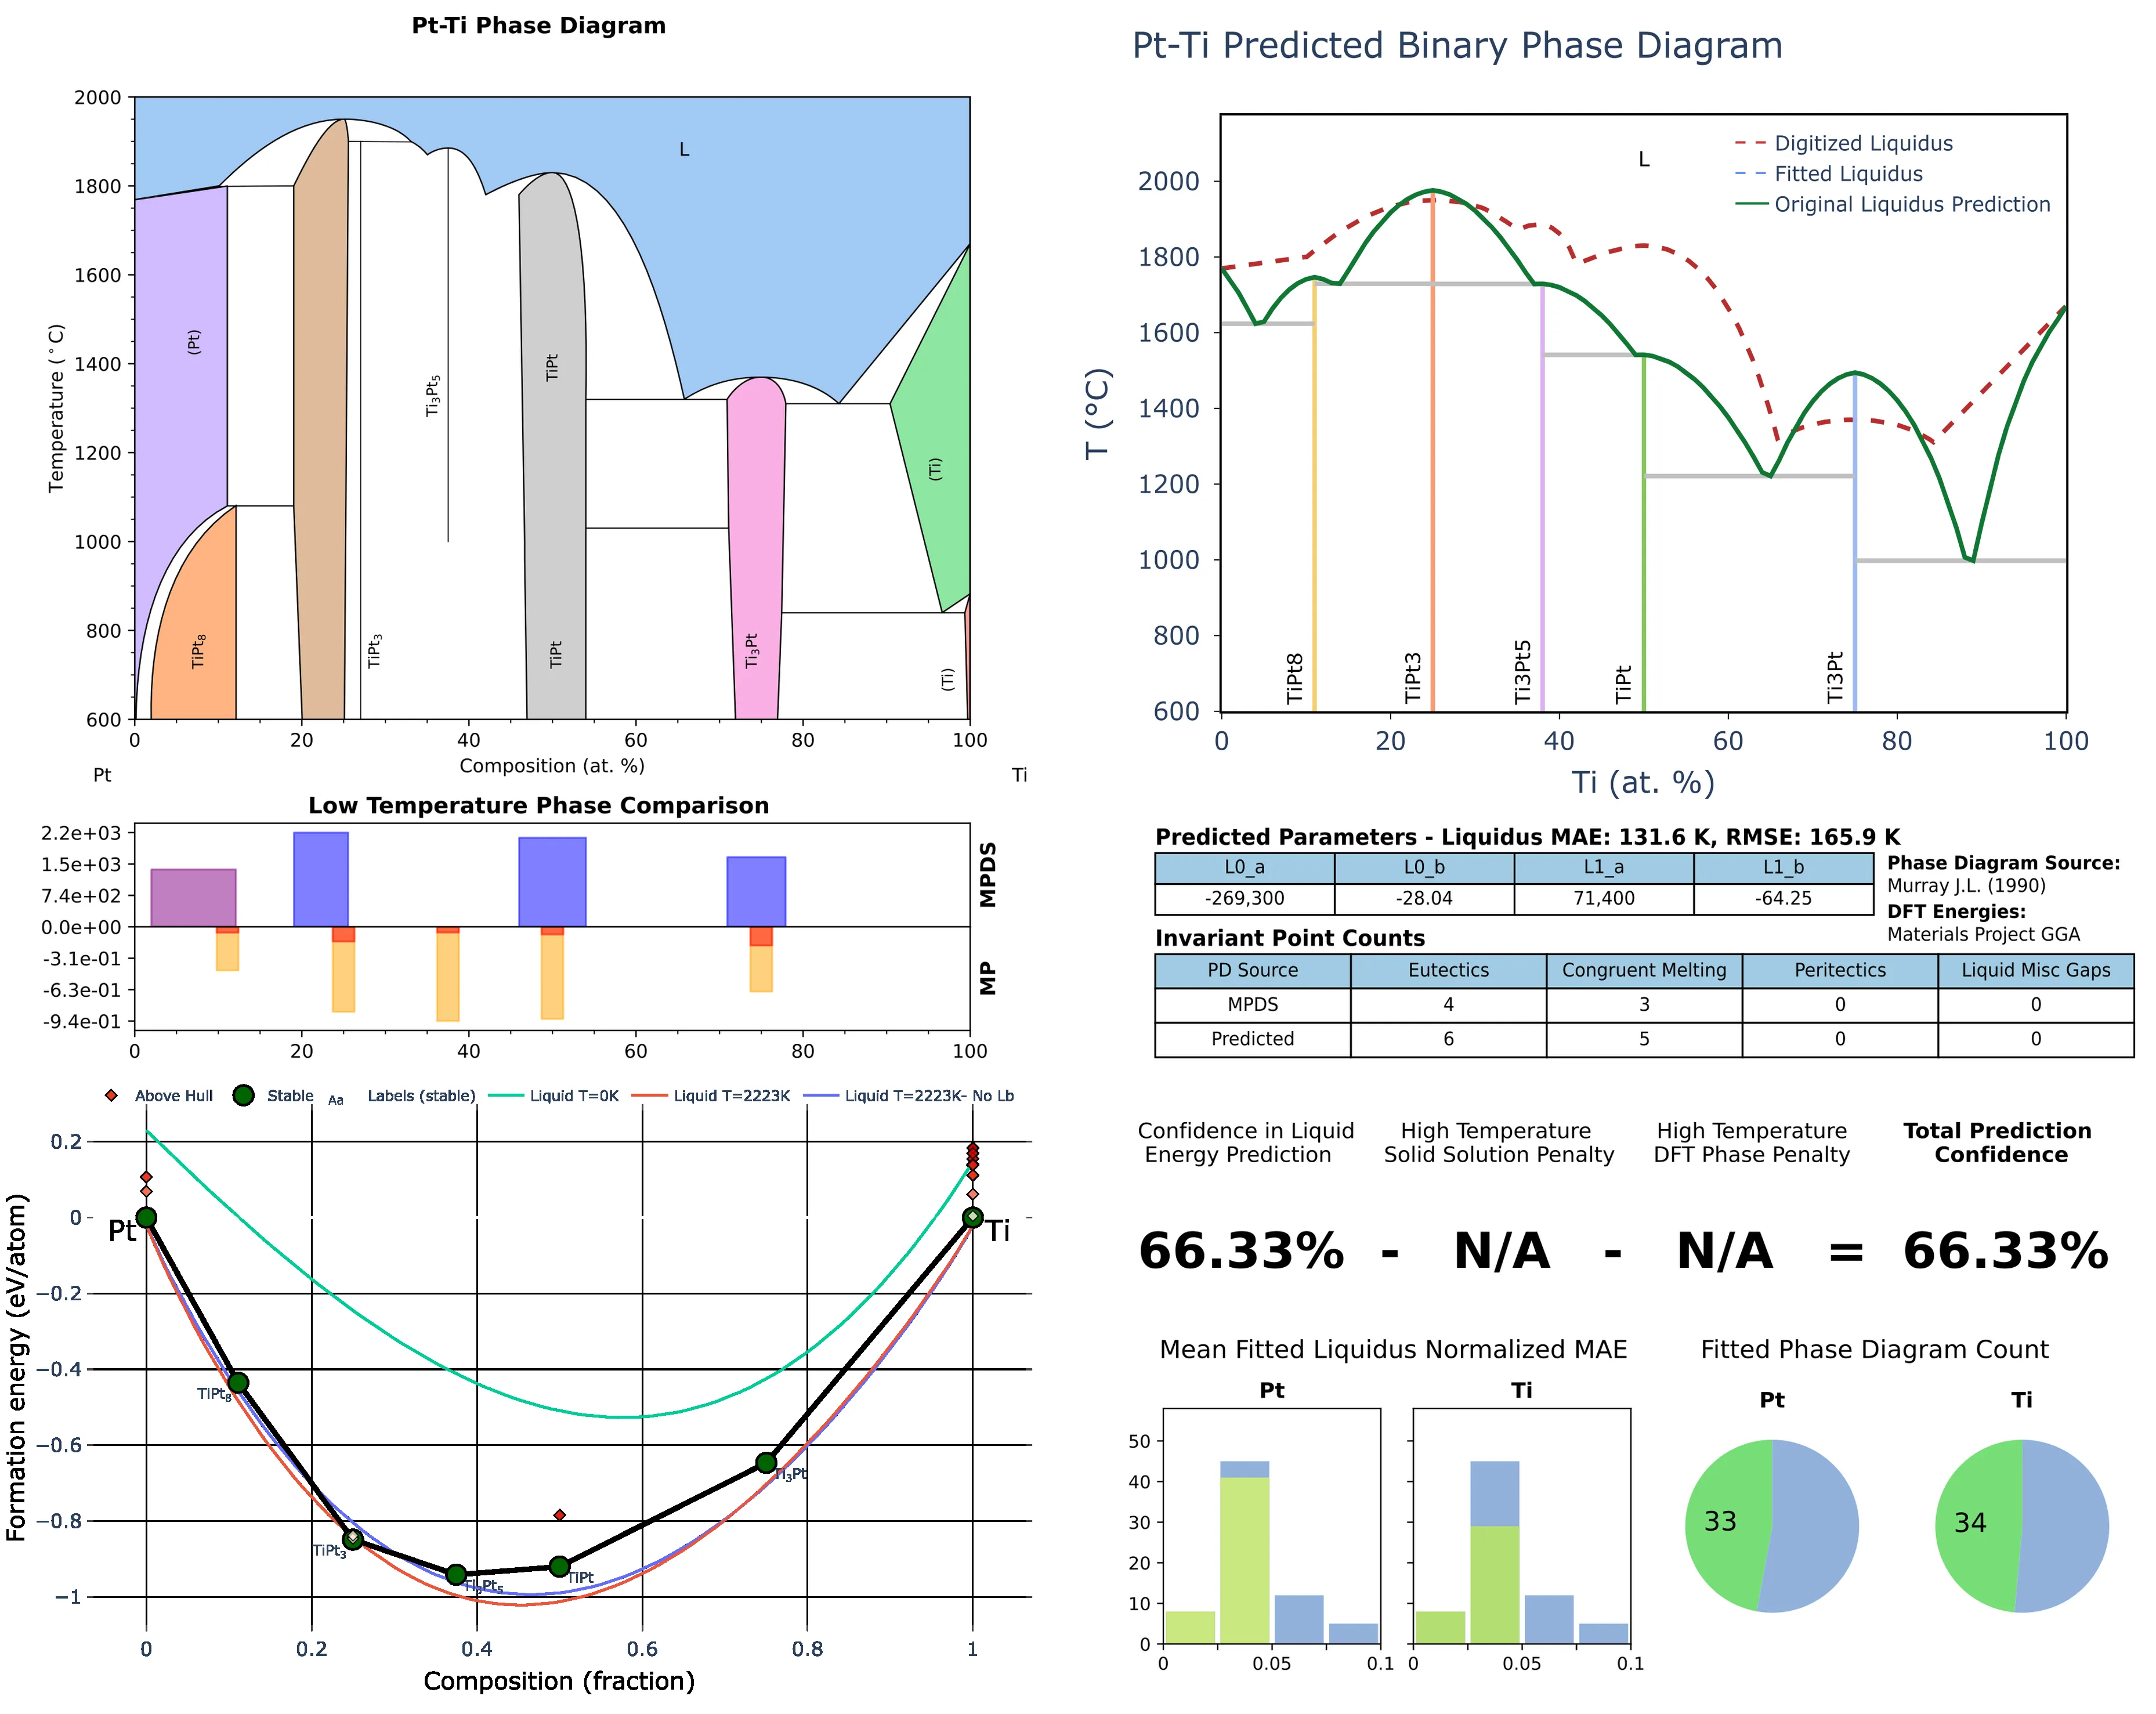 Pt-Ti Phase Diagram
2000
1800
1600
1400
1200
1000
800
600
Temperature (°C)
L
(Pt)
TiPt₈
TiPt₃
Ti₃Pt₅
TiPt
TiPt
Ti₃Pt
(Ti)
(Ti)
0 20 40 60 80 100
Composition (at. %)
Pt Ti
Low Temperature Phase Comparison
2.2e+03
1.5e+03
7.4e+02
0.0e+00
-3.1e-01
-6.3e-01
-9.4e-01
MPDS
MP
0 20 40 60 80 100
Above Hull Stable Aa Labels (stable) Liquid T=0K Liquid T=2223K Liquid T=2223K- No Lb
0.2
0
−0.2
−0.4
−0.6
−0.8
−1
Formation energy (eV/atom)
Pt
Ti
TiPt₈
TiPt₃
Ti₃Pt₅
TiPt
Ti₃Pt
0 0.2 0.4 0.6 0.8 1
Composition (fraction)
Pt-Ti Predicted Binary Phase Diagram
L
Digitized Liquidus
Fitted Liquidus
Original Liquidus Prediction
2000
1800
1600
1400
1200
1000
800
600
T (°C)
TiPt8
TiPt3
Ti3Pt5
TiPt
Ti3Pt
0 20 40 60 80 100
Ti (at. %)
Predicted Parameters - Liquidus MAE: 131.6 K, RMSE: 165.9 K
L0_a L0_b L1_a L1_b
-269,300 -28.04 71,400 -64.25
Phase Diagram Source:
Murray J.L. (1990)
DFT Energies:
Materials Project GGA
Invariant Point Counts
PD Source Eutectics Congruent Melting Peritectics Liquid Misc Gaps
MPDS 4 3 0 0
Predicted 6 5 0 0
Confidence in Liquid
Energy Prediction
High Temperature
Solid Solution Penalty
High Temperature
DFT Phase Penalty
Total Prediction
Confidence
66.33% - N/A - N/A = 66.33%
Mean Fitted Liquidus Normalized MAE
Pt
Ti
50
40
30
20
10
0
0 0.05 0.1
0 0.05 0.1
Fitted Phase Diagram Count
Pt
Ti
33
34